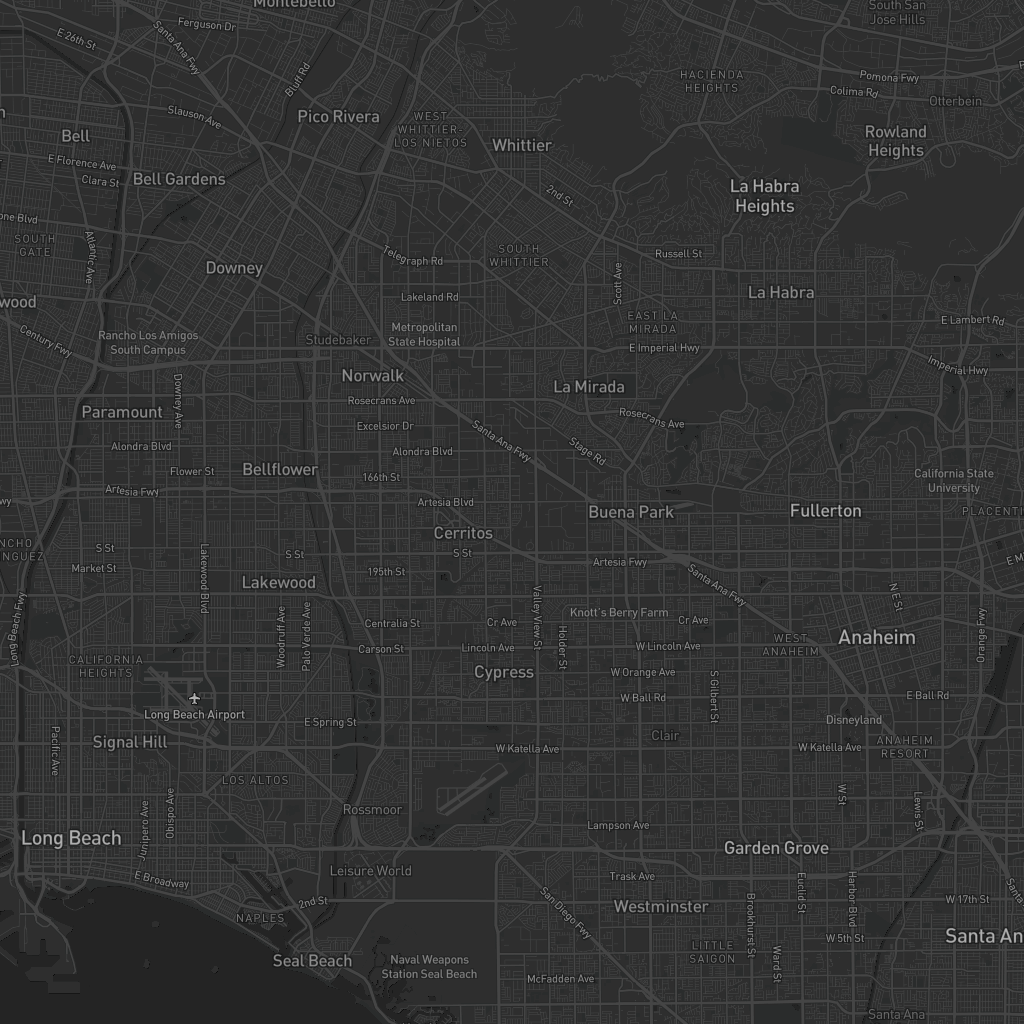 Montebello
South San
Jose Hills
Ferguson Dr
E 26th St
Santa Ana Fwy
Bluff Rd
HACIENDA
HEIGHTS
Pomona Fwy
Colima Rd
Otterbein
Slauson Ave
Pico Rivera
WEST
WHITTIER-
LOS NIETOS
Whittier
Rowland
Heights
Bell
E Florence Ave
Clara St
Bell Gardens
La Habra
Heights
2nd St
one Blvd
SOUTH
GATE
Atlantic Ave
Downey
Telegraph Rd
SOUTH
WHITTIER
Russell St
Scott Ave
La Habra
wood
Lakeland Rd
Century Fwy
Rancho Los Amigos
South Campus
Studebaker
Metropolitan
State Hospital
EAST LA
MIRADA
E Lambert Rd
E Imperial Hwy
Imperial Hwy
Norwalk
La Mirada
Downey Ave
Rosecrans Ave
Rosecrans Ave
Paramount
Excelsior Dr
Santa Ana Fwy
Stage Rd
Alondra Blvd
Alondra Blvd
Flower St
Bellflower
166th St
California State
University
wy
Artesia Fwy
Artesia Blvd
Buena Park
Fullerton
PLACENTI
Cerritos
NCHO
NGUEZ
S St
S St
S St
Market St
Lakewood Blvd
Lakewood
195th St
Artesia Fwy
Santa Ana Fwy
E M
N E St
Long Beach Fwy
Woodruff Ave
Palo Verde Ave
Valley View St
Holder St
Centralia St
Cr Ave
Knott's Berry Farm
Cr Ave
Orange Fwy
Carson St
Lincoln Ave
W Lincoln Ave
WEST
ANAHEIM
Anaheim
CALIFORNIA
HEIGHTS
Cypress
W Orange Ave
W Ball Rd
S Gilbert St
E Ball Rd
Long Beach Airport
E Spring St
Disneyland
Pacific Ave
Signal Hill
W Katella Ave
Clair
W Katella Ave
ANAHEIM
RESORT
LOS ALTOS
Junipero Ave
Obispo Ave
Rossmoor
W St
Lewis St
Long Beach
Lampson Ave
Garden Grove
E Broadway
Leisure World
Trask Ave
2nd St
NAPLES
San Diego Fwy
Westminster
Brookhurst St
Euclid St
Harbor Blvd
W 17th St
Santa
Seal Beach
Naval Weapons
Station Seal Beach
LITTLE
SAIGON
Ward St
W 5th St
Santa An
McFadden Ave
Santa Ana